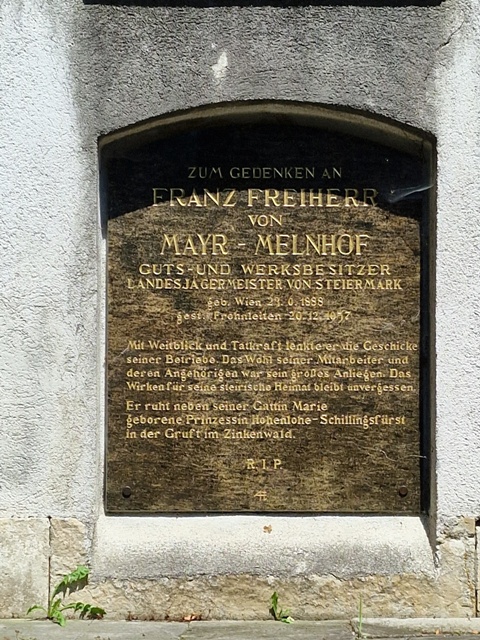 ZUM GEDENKEN AN
FRANZ FREIHERR
VON
MAYR - MELNHOF
GUTS-UND WERKSBESITZER
LANDESJÄGERMEISTER VON STEIERMARK
geb. Wien
gest. Frohnleiten 20.12.
Mit Weitblick und Tatkraft lenkte er die Geschicke
seiner Betriebe. Das Wohl seiner Mitarbeiter und
deren Angehörigen war sein großes Anliegen. Das
Wirken für seine steirische Heimat bleibt unvergessen.
Er ruht neben seiner Gattin Marie
geborene Prinzessin Hohenlohe-Schillingsfürst
in der Gruft im Zinkenwald.
R.I.P.